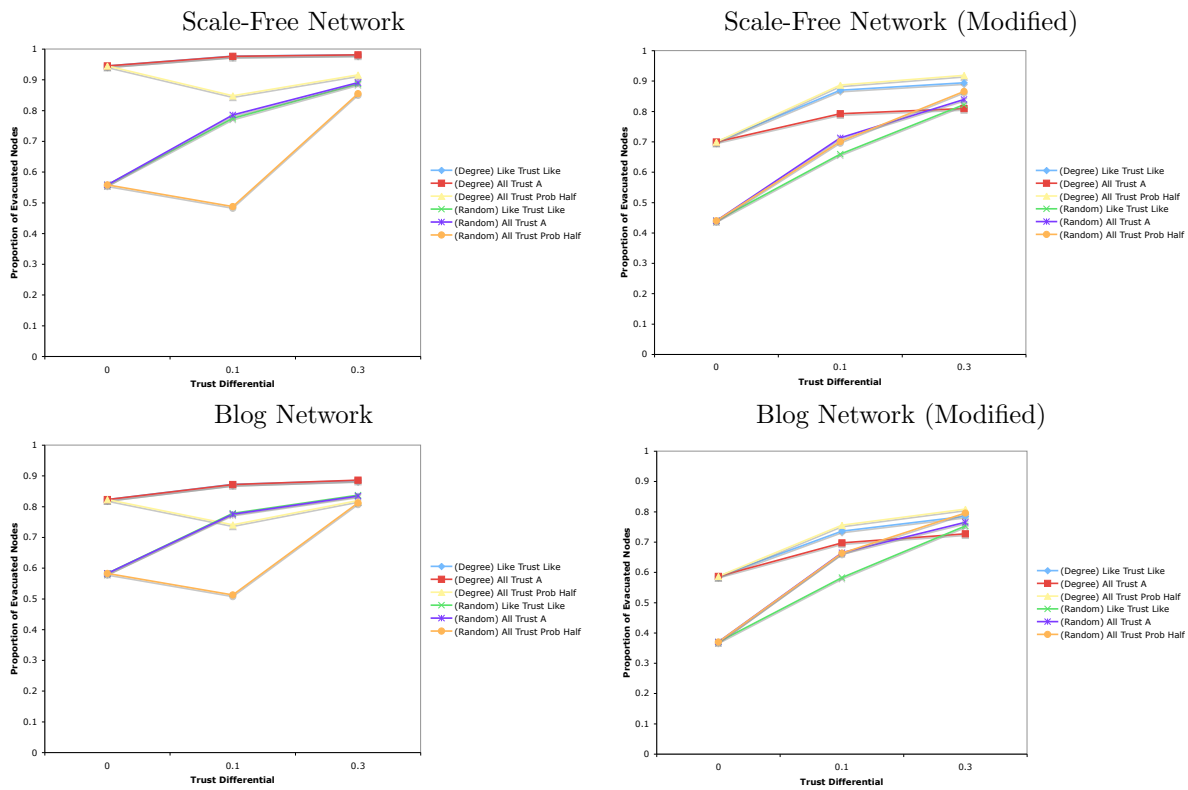 Scale-Free Network
Proportion of Evacuated Nodes
1
0.9
0.8
0.7
0.6
0.5
0.4
0.3
0.2
0.1
0
0
0.1
0.3
Trust Differential
(Degree) Like Trust Like
(Degree) All Trust A
(Degree) All Trust Prob Half
(Random) Like Trust Like
(Random) All Trust A
(Random) All Trust Prob Half
Scale-Free Network (Modified)
Proportion of Evacuated Nodes
1
0.9
0.8
0.7
0.6
0.5
0.4
0.3
0.2
0.1
0
0
0.1
0.3
Trust Differential
(Degree) Like Trust Like
(Degree) All Trust A
(Degree) All Trust Prob Half
(Random) Like Trust Like
(Random) All Trust A
(Random) All Trust Prob Half
Blog Network
Proportion of Evacuated Nodes
1
0.9
0.8
0.7
0.6
0.5
0.4
0.3
0.2
0.1
0
0
0.1
0.3
Trust Differential
(Degree) Like Trust Like
(Degree) All Trust A
(Degree) All Trust Prob Half
(Random) Like Trust Like
(Random) All Trust A
(Random) All Trust Prob Half
Blog Network (Modified)
Proportion of Evacuated Nodes
1
0.9
0.8
0.7
0.6
0.5
0.4
0.3
0.2
0.1
0
0
0.1
0.3
Trust Differential
(Degree) Like Trust Like
(Degree) All Trust A
(Degree) All Trust Prob Half
(Random) Like Trust Like
(Random) All Trust A
(Random) All Trust Prob Half